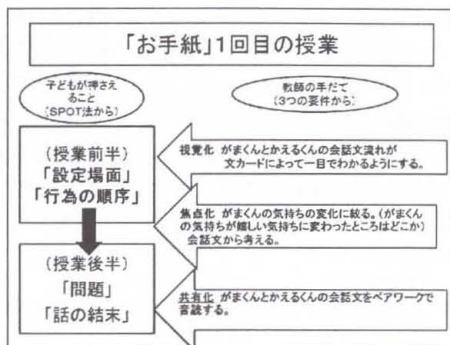 「お手紙」1回目の授業
子どもが押さえ
ること
(SPOT法から)
教師の手だて
(3つの要件から)
(授業前半)
「設定場面」
「行為の順序」
視覚化 がまくんとかえるくんの会話文流れが
文カードによって一目でわかるようにする。
焦点化 がまくんの気持ちの変化に絞る。(がまくん
の気持ちが嬉しい気持ちに変わったところはどこか)
会話文から考える。
(授業後半)
「問題」
「話の結末」
共有化 がまくんとかえるくんの会話文をペアワークで
音読する。